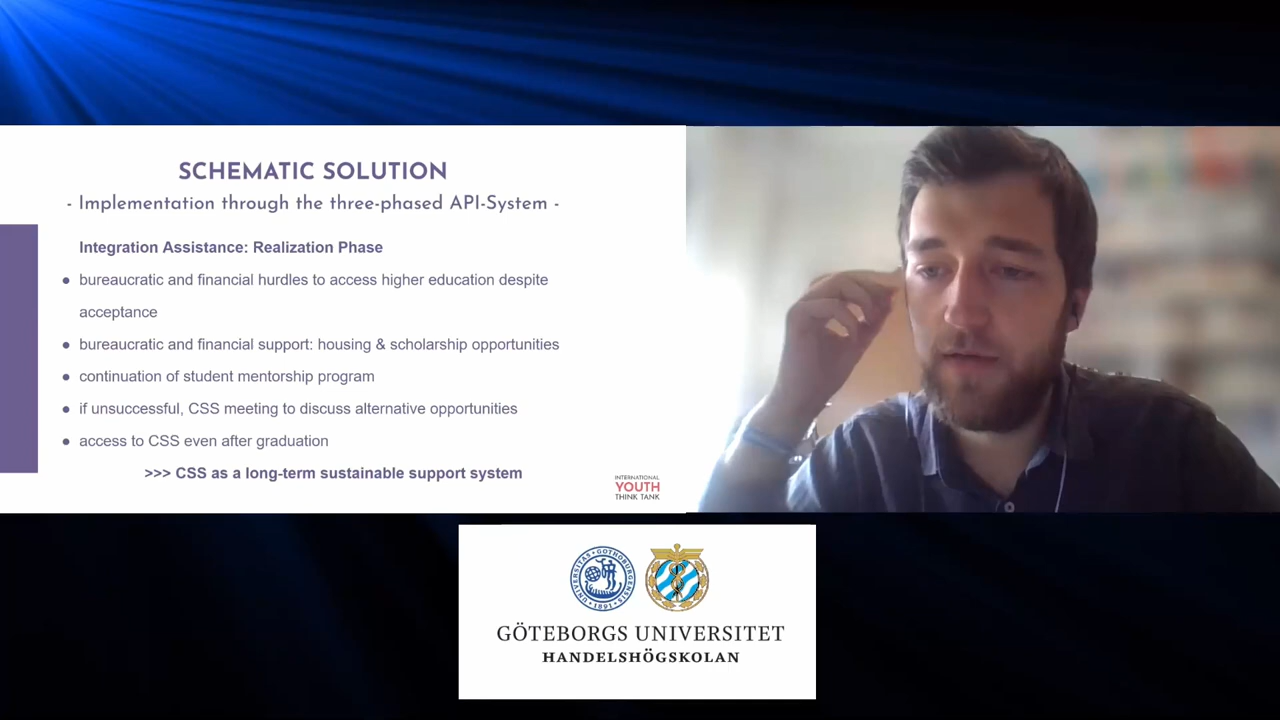 SCHEMATIC SOLUTION
- Implementation through the three-phased API-System -
Integration Assistance: Realization Phase
● bureaucratic and financial hurdles to access higher education despite
acceptance
● bureaucratic and financial support: housing & scholarship opportunities
● continuation of student mentorship program
● if unsuccessful, CSS meeting to discuss alternative opportunities
● access to CSS even after graduation
>>> CSS as a long-term sustainable support system
INTERNATIONAL
YOUTH
THINK TANK
UNIVERSITAS · GOTHOBURGENSIS
1891
GÖTEBORGS UNIVERSITET
HANDELSHÖGSKOLAN